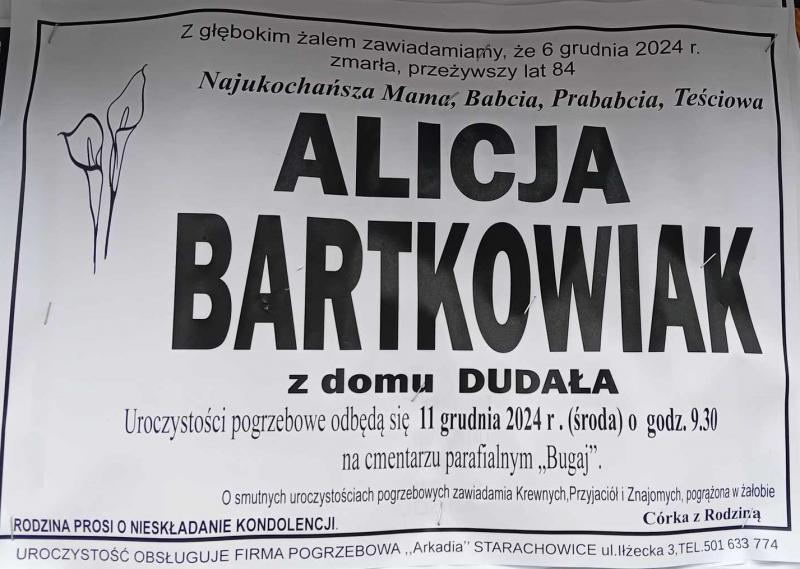 Z głębokim żalem zawiadamiamy, że 6 grudnia 2024 r.
zmarła, przeżywszy lat 84
Najukochańsza Mama, Babcia, Prababcia, Teściowa
ALICJA
BARTKOWIAK
z domu DUDAŁA
Uroczystości pogrzebowe odbędą się 11 grudnia 2024 r . (środa) o godz. 9.30
na cmentarzu parafialnym „Bugaj”.
O smutnych uroczystościach pogrzebowych zawiadamia Krewnych,Przyjaciół i Znajomych, pogrążona w żałobie
Córka z Rodziną
RODZINA PROSI O NIESKŁADANIE KONDOLENCJI.
UROCZYSTOŚĆ OBSŁUGUJE FIRMA POGRZEBOWA ,,Arkadia" STARACHOWICE ul.Iłżecka 3,TEL.501 633 774